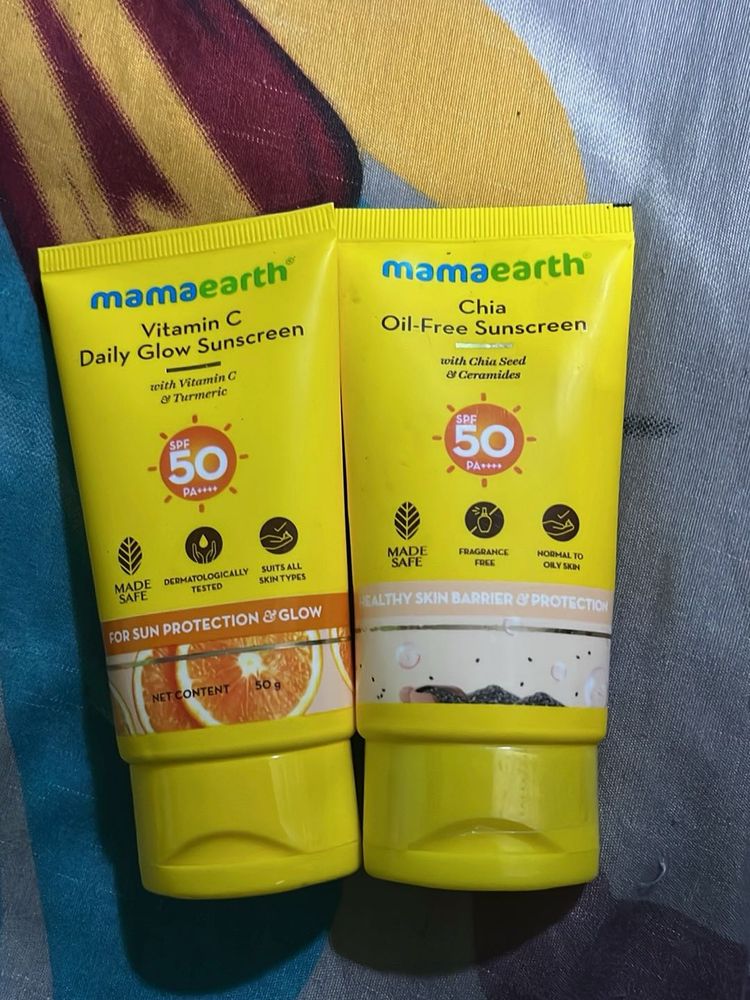 mamaearth®
Vitamin C
Daily Glow Sunscreen
with Vitamin C
& Turmeric
SPF
50
PA++++
MADE
SAFE
DERMATOLOGICALLY
TESTED
SUITS ALL
SKIN TYPES
FOR SUN PROTECTION & GLOW
NET CONTENT 50 g
mamaearth®
Chia
Oil-Free Sunscreen
with Chia Seed
& Ceramides
SPF
50
PA++++
MADE
SAFE
FRAGRANCE
FREE
NORMAL TO
OILY SKIN
HEALTHY SKIN BARRIER & PROTECTION